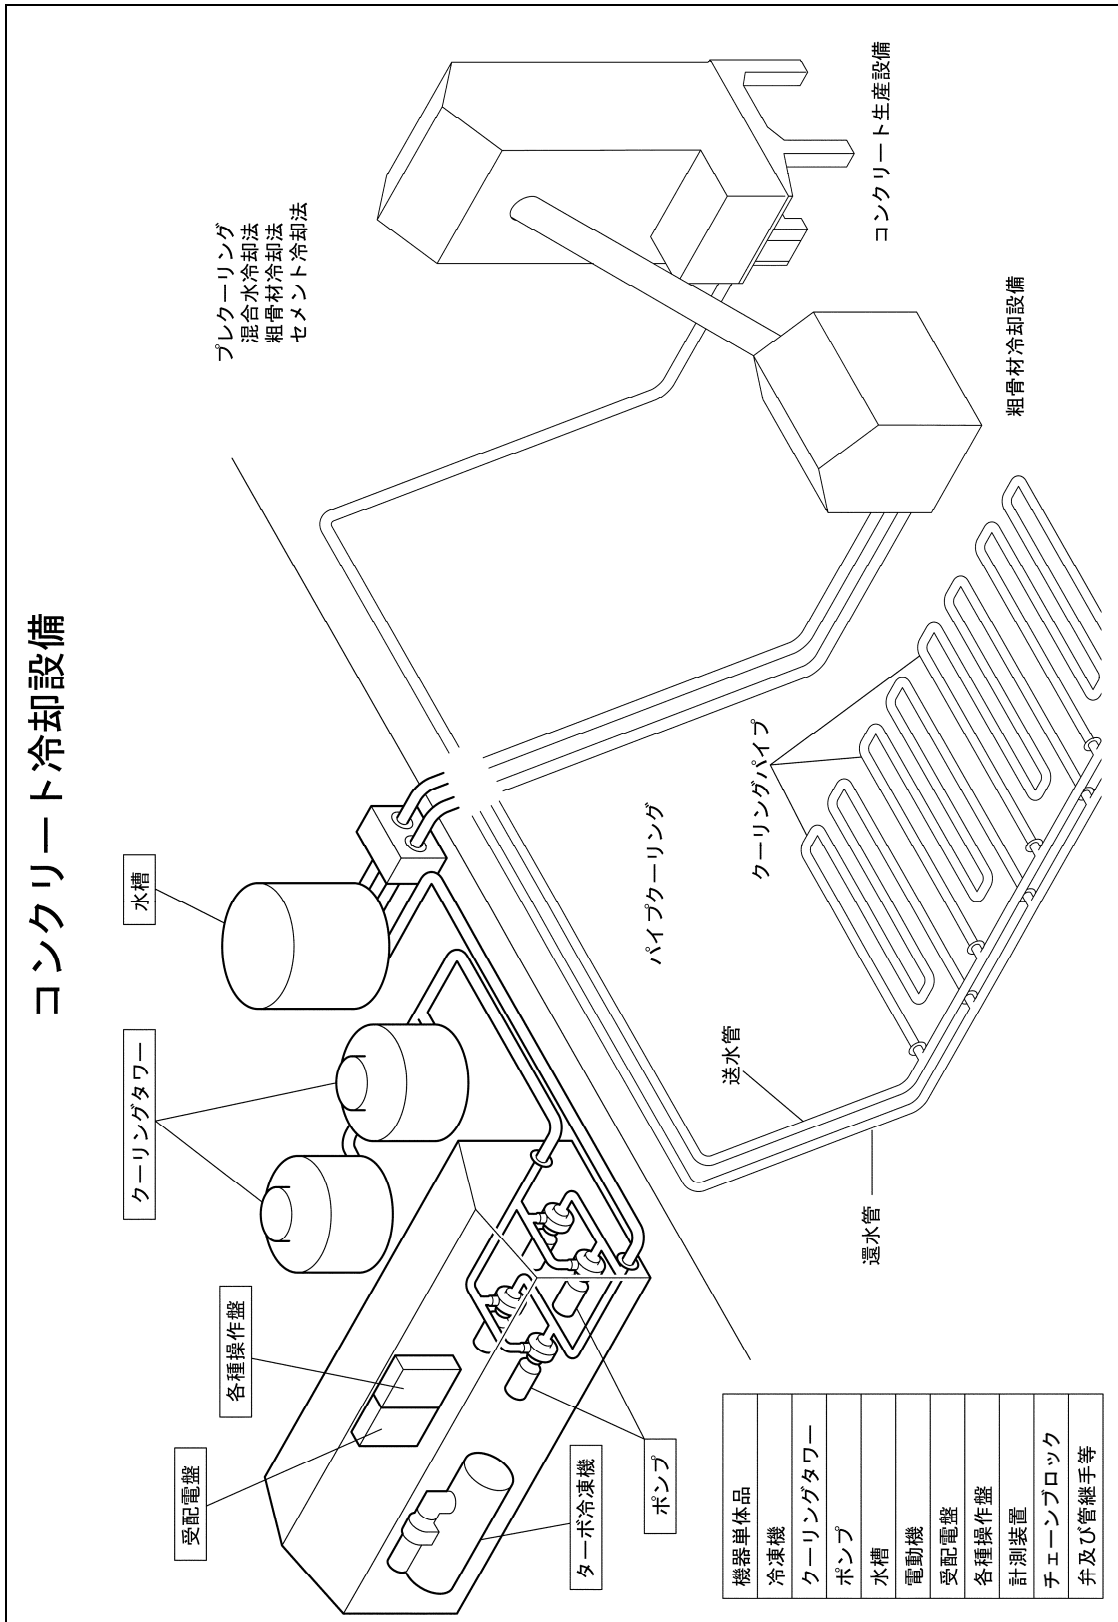 コンクリート冷却設備
プレクーリング
混合水冷却法
粗骨材冷却法
セメント冷却法
水槽
クーリングタワー
各種操作盤
受配電盤
ターボ冷凍機
ポンプ
コンクリート生産設備
粗骨材冷却設備
パイプクーリング
クーリングパイプ
送水管
還水管
機器単体品
冷凍機
クーリングタワー
ポンプ
水槽
電動機
受配電盤
各種操作盤
計測装置
チェーンブロック
弁及び管継手等